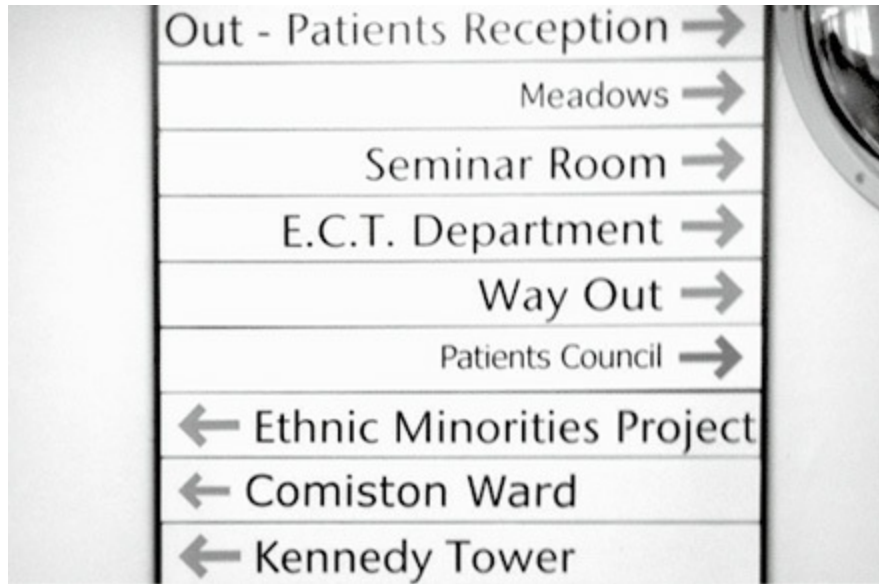 Out - Patients Reception
Meadows
Seminar Room
E.C.T. Department
Way Out
Patients Council
Ethnic Minorities Project
Comiston Ward
Kennedy Tower